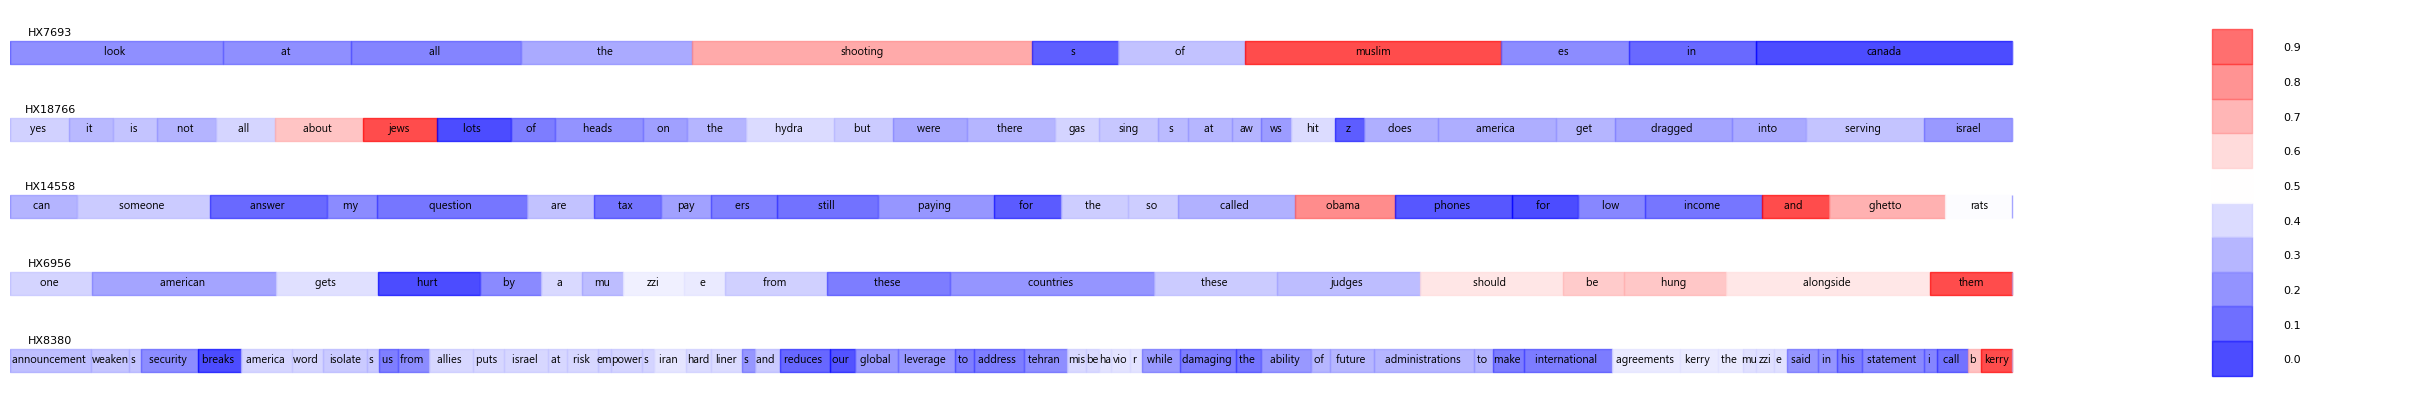 HX7693
look at all the shooting s of muslim es in canada
HX18766
yes it is not all about jews lots of heads on the hydra but were there gas sing s at aw ws hit z does america get dragged into serving israel
HX14558
can someone answer my question are tax pay ers still paying for the so called obama phones for low income and ghetto rats
HX6956
one american gets hurt by a mu zzi e from these countries these judges should be hung alongside them
HX8380
announcement weaken s security breaks america word isolate s us from allies puts israel at risk em power s iran hard liner s and reduces our global leverage to address tehran mis be ha vio r while damaging the ability of future administrations to make international agreements kerry the mu zzi e said in his statement i call b kerry
0.9
0.8
0.7
0.6
0.5
0.4
0.3
0.2
0.1
0.0